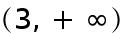 (3, + ∞)